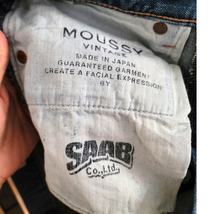 MOUSSY
VINTAGE
MADE IN JAPAN
GUARANTEED GARMENT
CREATE A FACIAL EXPRESSION
BY
SAAB
Co.,Ltd.